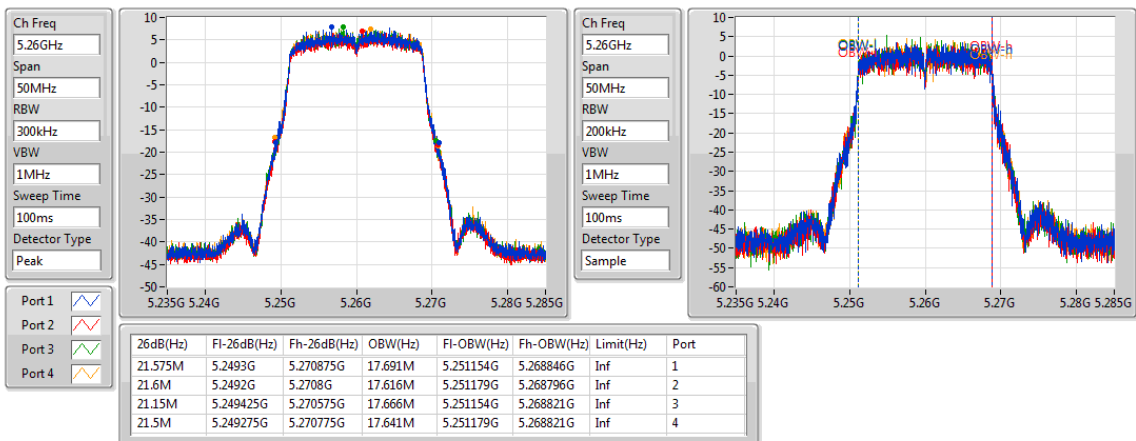 Ch Freq
5.26GHz
Span
50MHz
RBW
300kHz
VBW
1MHz
Sweep Time
100ms
Detector Type
Peak
10
5
0
-5
-10
-15
-20
-25
-30
-35
-40
-45
-50
5.235G 5.24G 5.25G 5.26G 5.27G 5.28G 5.285G
Ch Freq
5.26GHz
Span
50MHz
RBW
200kHz
VBW
1MHz
Sweep Time
100ms
Detector Type
Sample
10
5
0
-5
-10
-15
-20
-25
-30
-35
-40
-45
-50
-55
-60
OBW-h
5.235G 5.24G 5.25G 5.26G 5.27G 5.28G 5.285G
Port 1
Port 2
Port 3
Port 4
26dB(Hz) Fl-26dB(Hz) Fh-26dB(Hz) OBW(Hz) Fl-OBW(Hz) Fh-OBW(Hz) Limit(Hz) Port
21.575M 5.2493G 5.270875G 17.691M 5.251154G 5.268846G Inf 1
21.6M 5.2492G 5.2708G 17.616M 5.251179G 5.268796G Inf 2
21.15M 5.249425G 5.270575G 17.666M 5.251154G 5.268821G Inf 3
21.5M 5.249275G 5.270775G 17.641M 5.251179G 5.268821G Inf 4